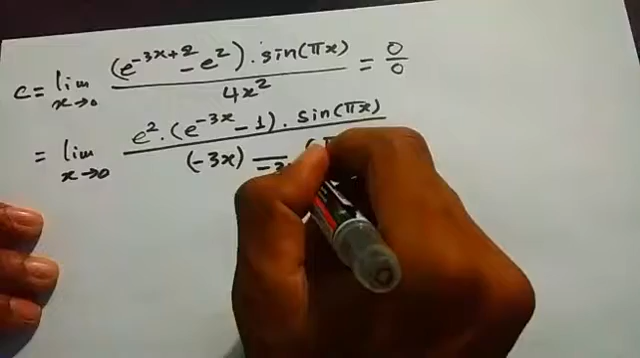 c = lim x→0 (e^(-3x+2) - e^2) . sin(πx) / 4x^2 = 0/0
= lim x→0 e^2 . (e^(-3x) - 1) . sin(πx) / (-3x)